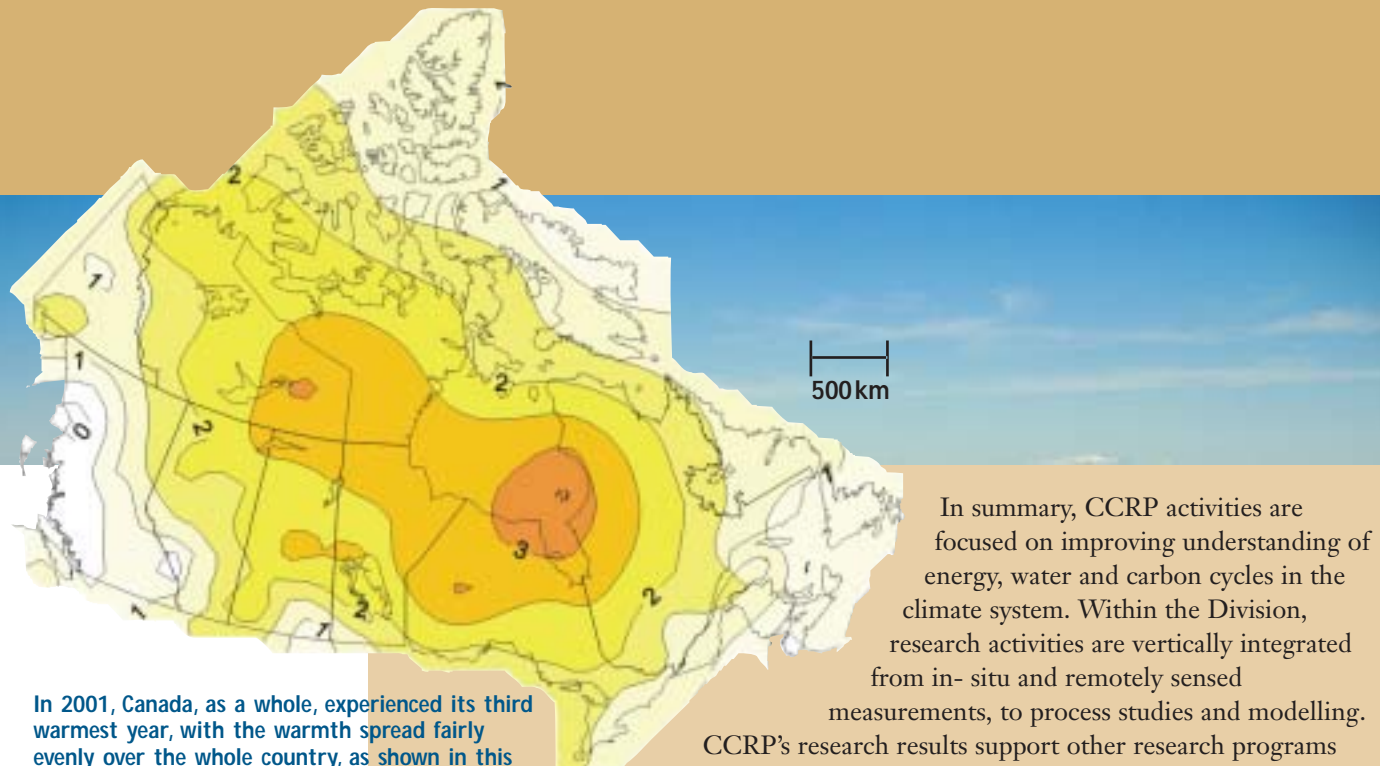 1
2
1
1
1
0
2
2
500 km
1
3
2
2
1
1
In summary, CCRP activities are
focused on improving understanding of
energy, water and carbon cycles in the
climate system. Within the Division,
research activities are vertically integrated
from in- situ and remotely sensed
measurements, to process studies and modelling.
CCRP's research results support other research programs
In 2001, Canada, as a whole, experienced its third
warmest year, with the warmth spread fairly
evenly over the whole country, as shown in this